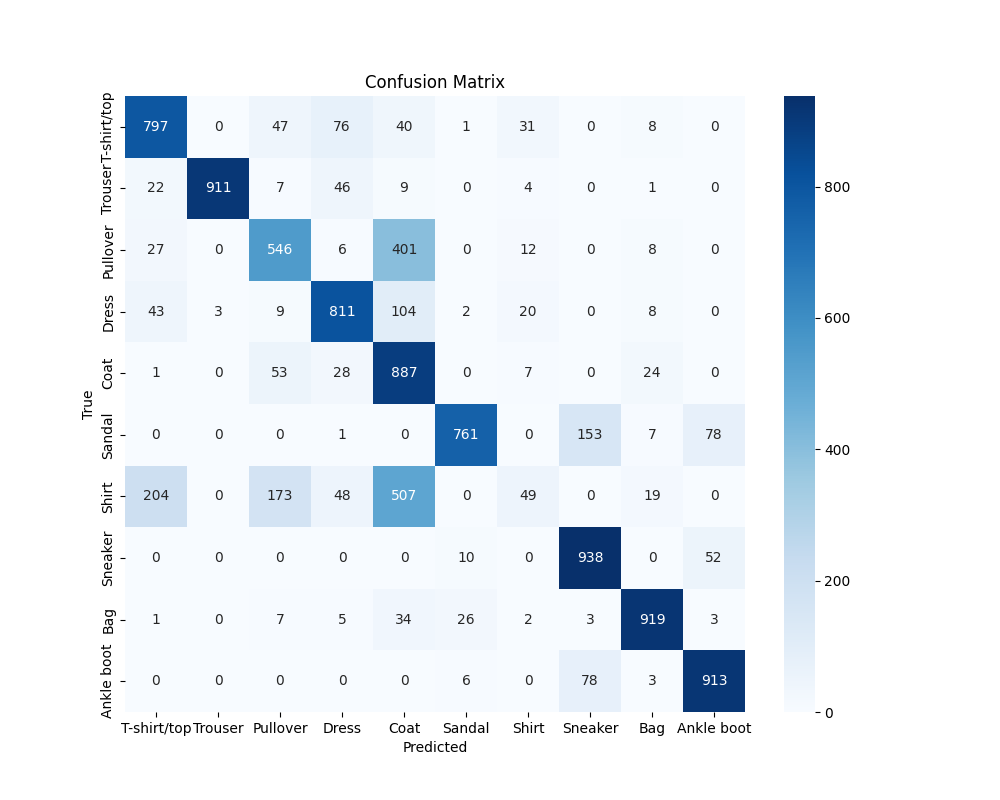 Confusion Matrix
T-shirt/top 797 0 47 76 40 1 31 0 8 0
Trouser 22 911 7 46 9 0 4 0 1 0
Pullover 27 0 546 6 401 0 12 0 8 0
Dress 43 3 9 811 104 2 20 0 8 0
Coat 1 0 53 28 887 0 7 0 24 0
Sandal 0 0 0 1 0 761 0 153 7 78
Shirt 204 0 173 48 507 0 49 0 19 0
Sneaker 0 0 0 0 0 10 0 938 0 52
Bag 1 0 7 5 34 26 2 3 919 3
Ankle boot 0 0 0 0 0 6 0 78 3 913
True
T-shirt/top Trouser Pullover Dress Coat Sandal Shirt Sneaker Bag Ankle boot
Predicted
800
600
400
200
0